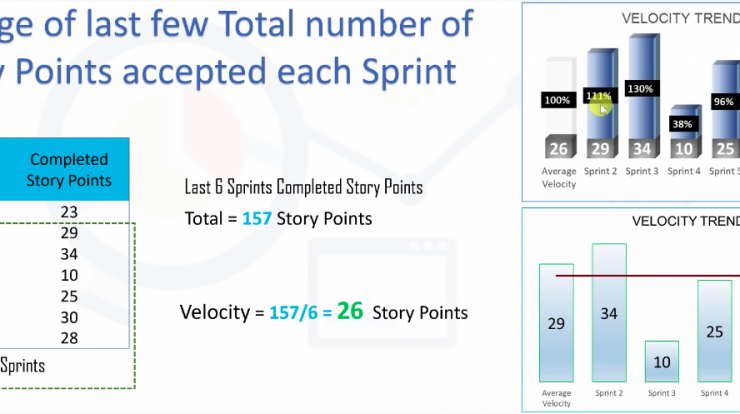 ge of last few Total number of
y Points accepted each Sprint
Completed
Story Points
23
29
34
10
25
30
28
Sprints
Last 6 Sprints Completed Story Points
Total = 157 Story Points
Velocity = 157/6 = 26 Story Points
VELOCITY TREND
100% 111% 130% 38% 96%
26 29 34 10 25
Average Velocity Sprint 2 Sprint 3 Sprint 4 Sprint 5
VELOCITY TREND
29 34 10 25
Average Velocity Sprint 2 Sprint 3 Sprint 4